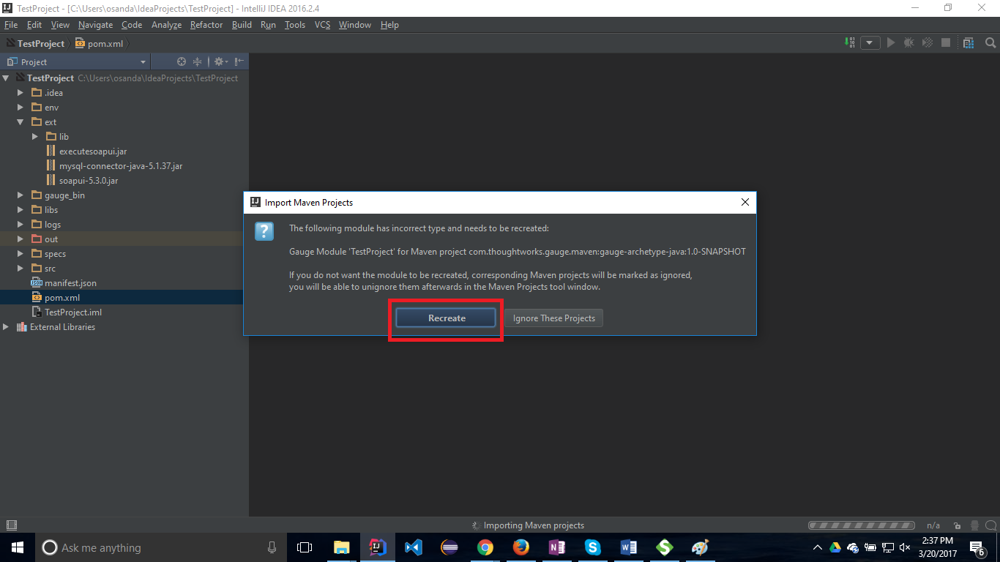 TestProject - [C:\Users\osanda\IdeaProjects\TestProject] - IntelliJ IDEA 2016.2.4
File Edit View Navigate Code Analyze Refactor Build Run Tools VCS Window Help
TestProject pom.xml
Project
TestProject C:\Users\osanda\IdeaProjects\TestProject
.idea
env
ext
lib
executesoapui.jar
mysql-connector-java-5.1.37.jar
soapui-5.3.0.jar
gauge_bin
libs
logs
out
specs
src
manifest.json
pom.xml
TestProject.iml
External Libraries
Import Maven Projects
The following module has incorrect type and needs to be recreated:
Gauge Module 'TestProject' for Maven project com.thoughtworks.gauge.maven:gauge-archetype-java:1.0-SNAPSHOT
If you do not want the module to be recreated, corresponding Maven projects will be marked as ignored,
you will be able to unignore them afterwards in the Maven Projects tool window.
Recreate Ignore These Projects
Importing Maven projects n/a
Ask me anything
2:37 PM
3/20/2017
6